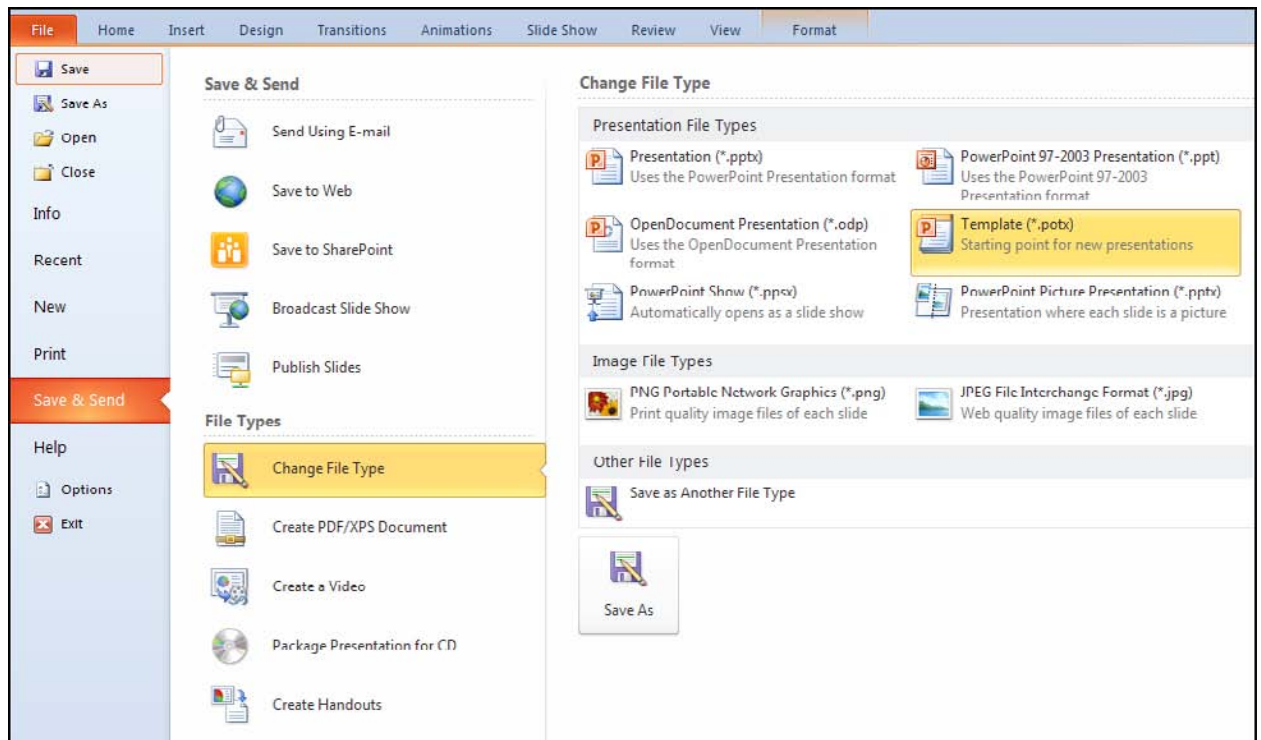 File Home Insert Design Transitions Animations Slide Show Review View Format
Save
Save As
Open
Close
Info
Recent
New
Print
Save & Send
Help
Options
Exit
Save & Send
Send Using E-mail
Save to Web
Save to SharePoint
Broadcast Slide Show
Publish Slides
File Types
Change File Type
Create PDF/XPS Document
Create a Video
Package Presentation for CD
Create Handouts
Change File Type
Presentation File Types
Presentation (*.pptx)
Uses the PowerPoint Presentation format
PowerPoint 97-2003 Presentation (*.ppt)
Uses the PowerPoint 97-2003
Presentation format
OpenDocument Presentation (*.odp)
Uses the OpenDocument Presentation
format
Template (*.potx)
Starting point for new presentations
PowerPoint Show (*.ppsx)
Automatically opens as a slide show
PowerPoint Picture Presentation (*.pptx)
Presentation where each slide is a picture
Image File Types
PNG Portable Network Graphics (*.png)
Print quality image files of each slide
JPEG File Interchange Format (*.jpg)
Web quality image files of each slide
Other File Types
Save as Another File Type
Save As